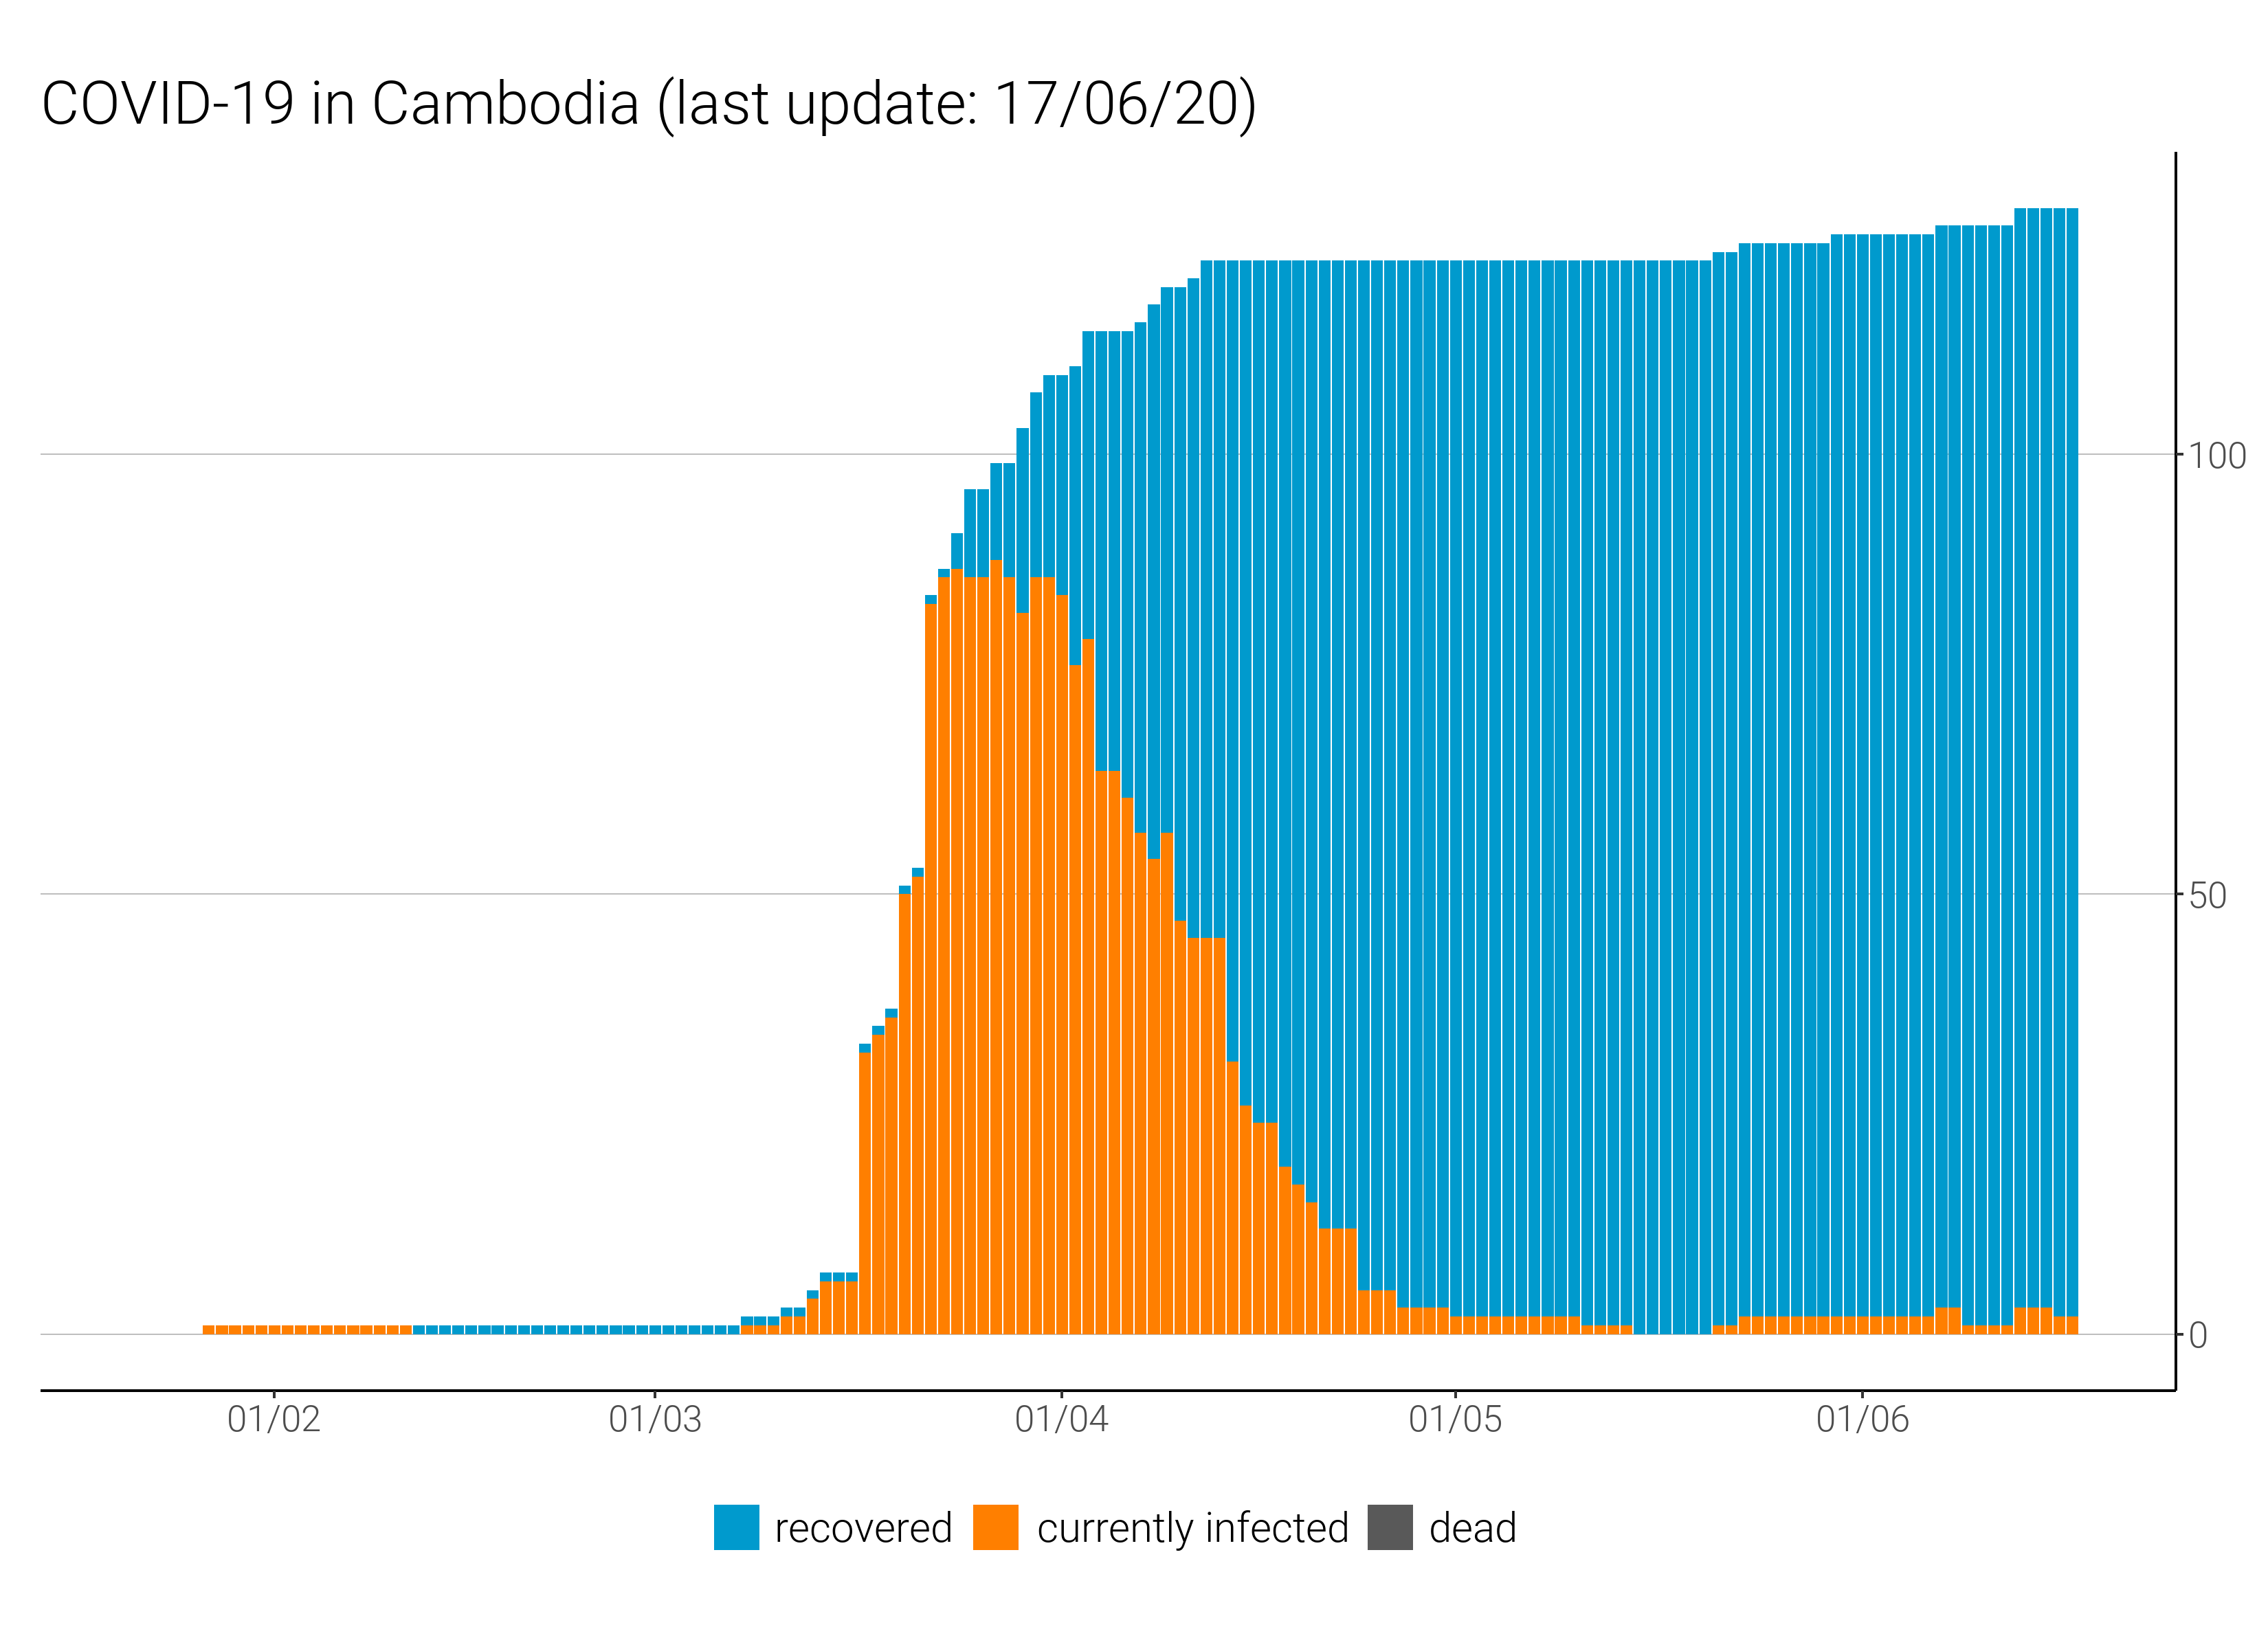 COVID-19 in Cambodia (last update: 17/06/20)
100
50
0
01/02 01/03 01/04 01/05 01/06
recovered currently infected dead